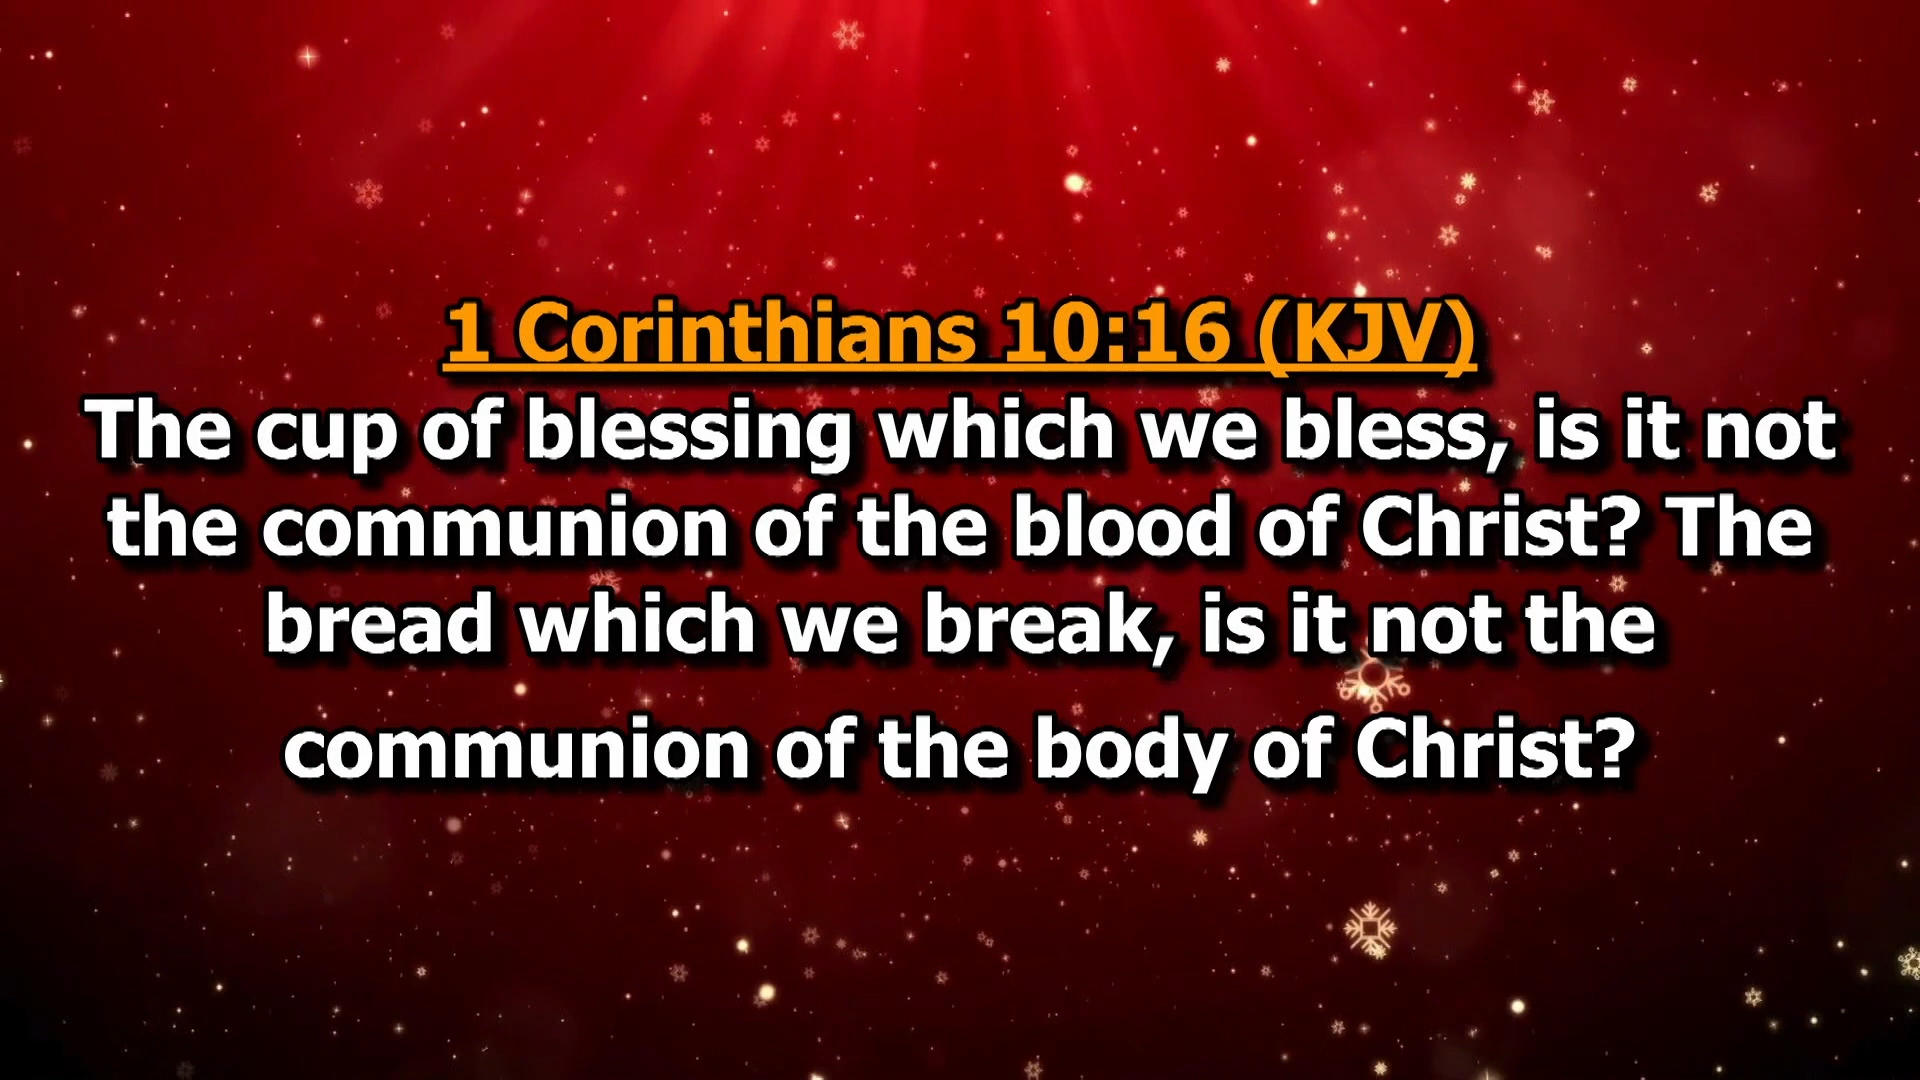 1 Corinthians 10:16 (KJV)
The cup of blessing which we bless, is it not
the communion of the blood of Christ? The
bread which we break, is it not the
communion of the body of Christ?